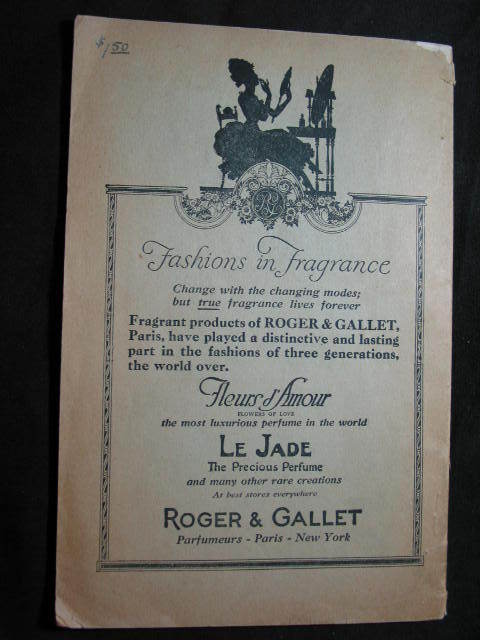 $1.50
Fashions in Fragrance
Change with the changing modes;
but true fragrance lives forever
Fragrant products of ROGER & GALLET,
Paris, have played a distinctive and lasting
part in the fashions of three generations,
the world over.
Fleurs d'Amour
FLOWERS OF LOVE
the most luxurious perfume in the world
LE JADE
The Precious Perfume
and many other rare creations
At best stores everywhere
ROGER & GALLET
Parfumeurs - Paris - New York